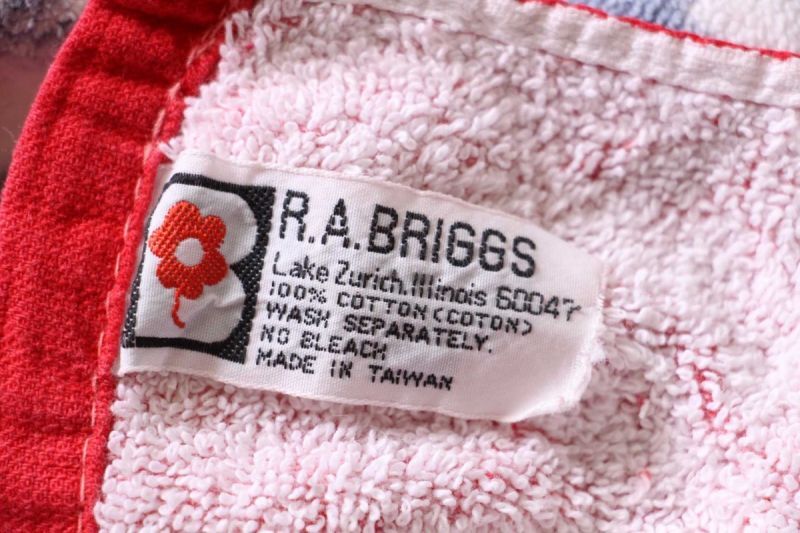 R.A.BRIGGS
Lake Zurich, Illinois 60047
100% COTTON (COTON)
WASH SEPARATELY.
NO BLEACH
MADE IN TAIWAN